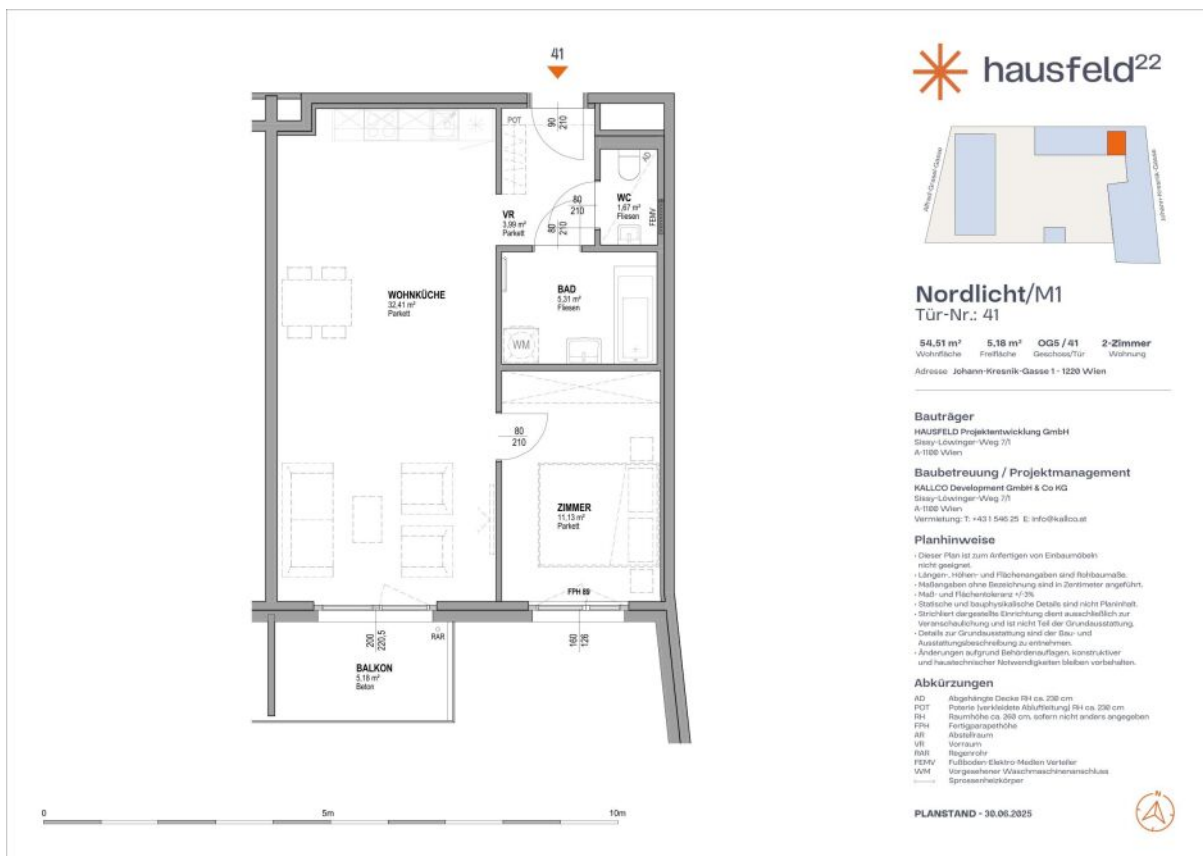 41
hausfeld22
Alfred-Grissel-Gasse
Johann-Kresnik-Gasse
POT
90
210
AD
WC
1,67 m²
Fliesen
FEMV
80
210
VR
3,99 m²
Parkett
80
210
WOHNKÜCHE
32,41 m²
Parkett
BAD
5,31 m²
Fliesen
WM
80
210
ZIMMER
11,13 m²
Parkett
FPH 89
200
220,5
RAR
160
126
BALKON
5,18 m²
Beton
0
5m
10m
Nordlicht/M1
Tür-Nr.: 41
54,51 m² 5,18 m² OG5 / 41 2-Zimmer
Wohnfläche Freifläche Geschoss/Tür Wohnung
Adresse Johann-Kresnik-Gasse 1 - 1220 Wien
Bauträger
HAUSFELD Projektentwicklung GmbH
Sissy-Löwinger-Weg 7/1
A-1100 Wien
Baubetreuung / Projektmanagement
KALLCO Development GmbH & Co KG
Sissy-Löwinger-Weg 7/1
A-1100 Wien
Vermietung: T: +43 1 546 25 E: info@kallco.at
Planhinweise
- Dieser Plan ist zum Anfertigen von Einbaumöbeln
nicht geeignet.
- Längen-, Höhen- und Flächenangaben sind Rohbaumaße.
- Maßangaben ohne Bezeichnung sind in Zentimeter angeführt.
- Maß- und Flächentoleranz +/-3%
- Statische und bauphysikalische Details sind nicht Planinhalt.
- Strichliert dargestellte Einrichtung dient ausschließlich zur
Veranschaulichung und ist nicht Teil der Grundausstattung.
- Details zur Grundausstattung sind der Bau- und
Ausstattungsbeschreibung zu entnehmen.
- Änderungen aufgrund Behördenauflagen, konstruktiver
und haustechnischer Notwendigkeiten bleiben vorbehalten.
Abkürzungen
AD Abgehängte Decke RH ca. 230 cm
POT Poterie (verkleidete Abluftleitung) RH ca. 230 cm
RH Raumhöhe ca. 260 cm, sofern nicht anders angegeben
FPH Fertigparapethöhe
AR Abstellraum
VR Vorraum
RAR Regenrohr
FEMV Fußboden-Elektro-Medien Verteiler
WM Vorgesehener Waschmaschinenanschluss
Sprossenheizkörper
PLANSTAND - 30.06.2025
N